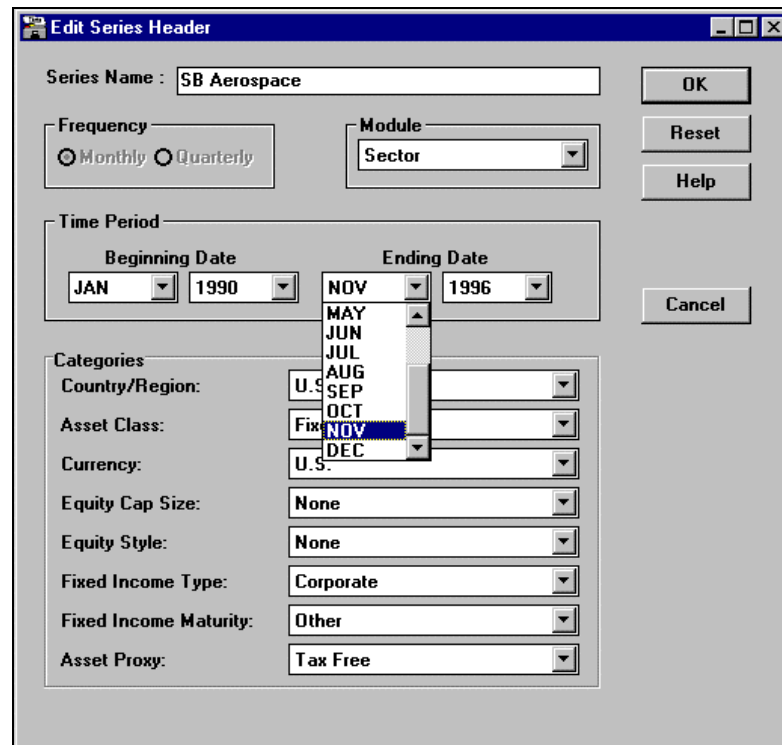 Edit Series Header
Series Name : SB Aerospace
OK
Frequency
Monthly Quarterly
Module
Sector
Reset
Help
Time Period
Beginning Date Ending Date
JAN 1990 NOV 1996
Cancel
MAY
JUN
JUL
AUG
SEP
OCT
NOV
DEC
Categories
Country/Region: U.S
Asset Class: Fix
Currency: U.S.
Equity Cap Size: None
Equity Style: None
Fixed Income Type: Corporate
Fixed Income Maturity: Other
Asset Proxy: Tax Free